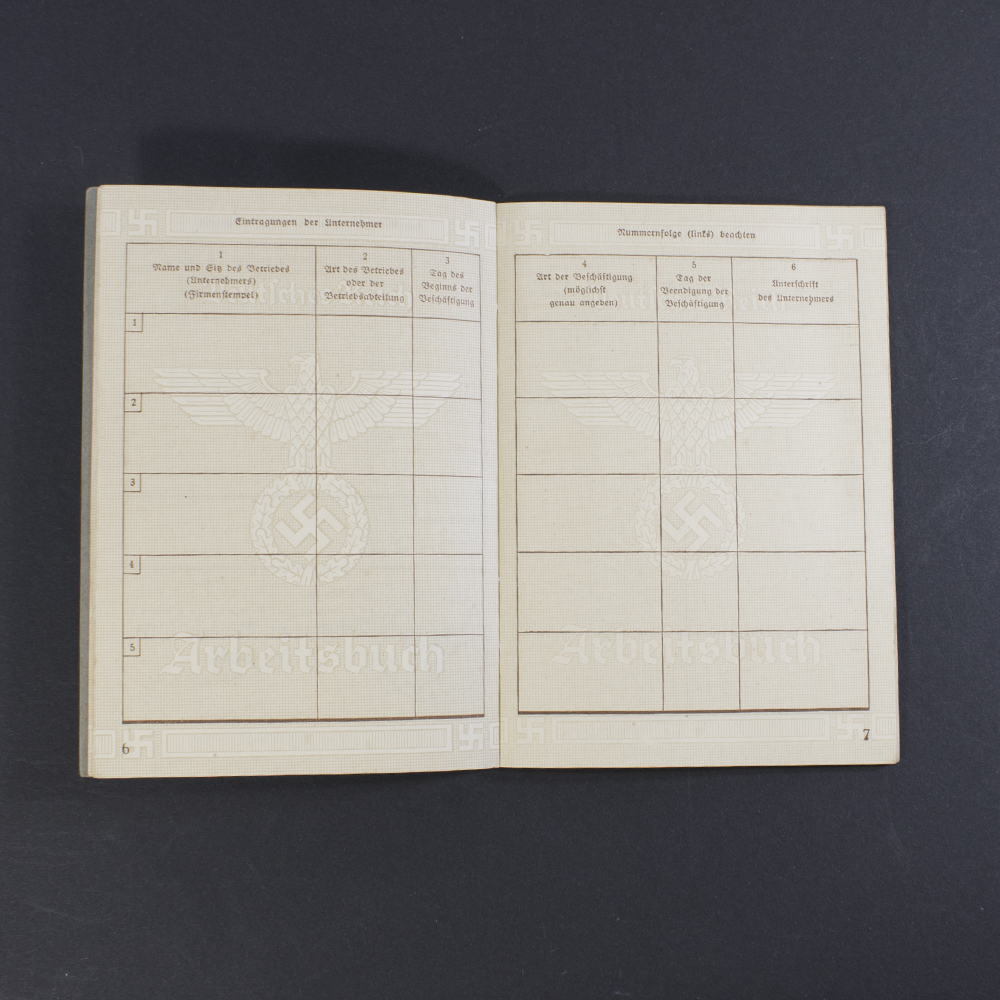 Eintragungen der Unternehmer
1
Name und Sitz des Betriebes
(Unternehmers)
(Firmenstempel)
2
Art des Betriebes
oder der
Betriebsabteilung
3
Tag des
Beginns der
Beschäftigung
1
2
3
4
5
Arbeitsbuch
6
Nummernfolge (links) beachten
4
Art der Beschäftigung
(möglichst
genau angeben)
5
Tag der
Beendigung der
Beschäftigung
6
Unterschrift
des Unternehmers
Arbeitsbuch
7